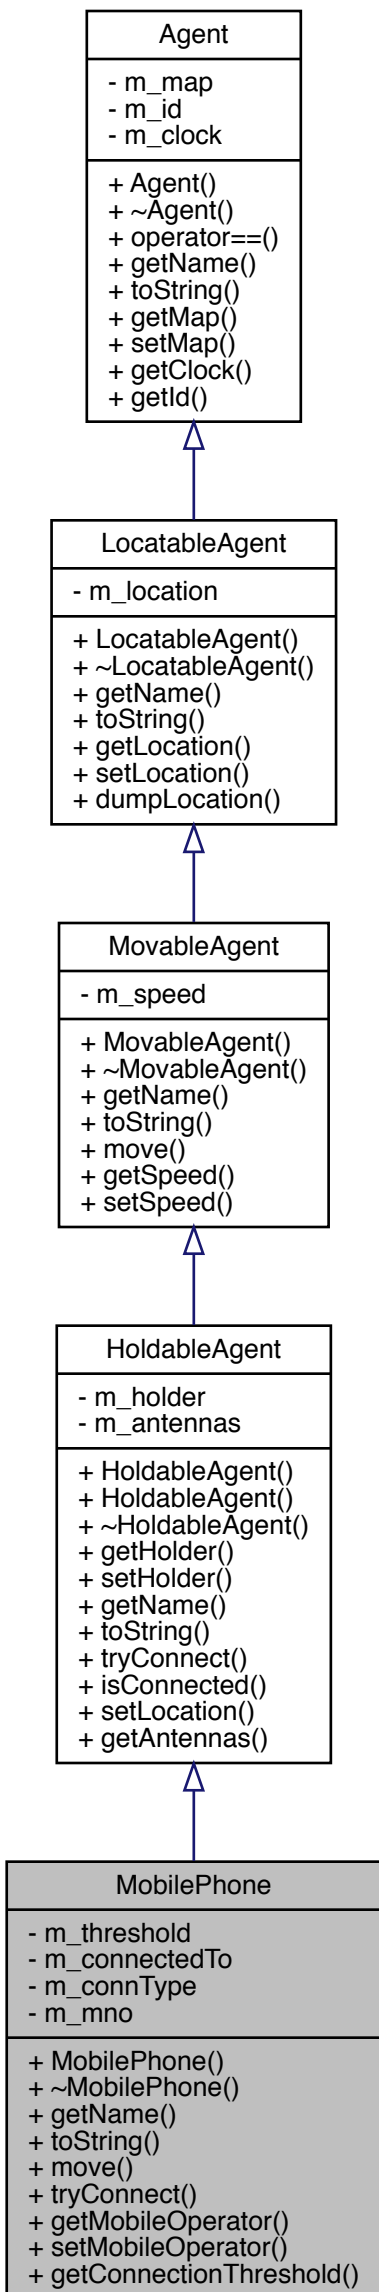 Agent
- m_map
- m_id
- m_clock
+ Agent()
+ ~Agent()
+ operator==()
+ getName()
+ toString()
+ getMap()
+ setMap()
+ getClock()
+ getId()
LocatableAgent
- m_location
+ LocatableAgent()
+ ~LocatableAgent()
+ getName()
+ toString()
+ getLocation()
+ setLocation()
+ dumpLocation()
MovableAgent
- m_speed
+ MovableAgent()
+ ~MovableAgent()
+ getName()
+ toString()
+ move()
+ getSpeed()
+ setSpeed()
HoldableAgent
- m_holder
- m_antennas
+ HoldableAgent()
+ HoldableAgent()
+ ~HoldableAgent()
+ getHolder()
+ setHolder()
+ getName()
+ toString()
+ tryConnect()
+ isConnected()
+ setLocation()
+ getAntennas()
MobilePhone
- m_threshold
- m_connectedTo
- m_connType
- m_mno
+ MobilePhone()
+ ~MobilePhone()
+ getName()
+ toString()
+ move()
+ tryConnect()
+ getMobileOperator()
+ setMobileOperator()
+ getConnectionThreshold()